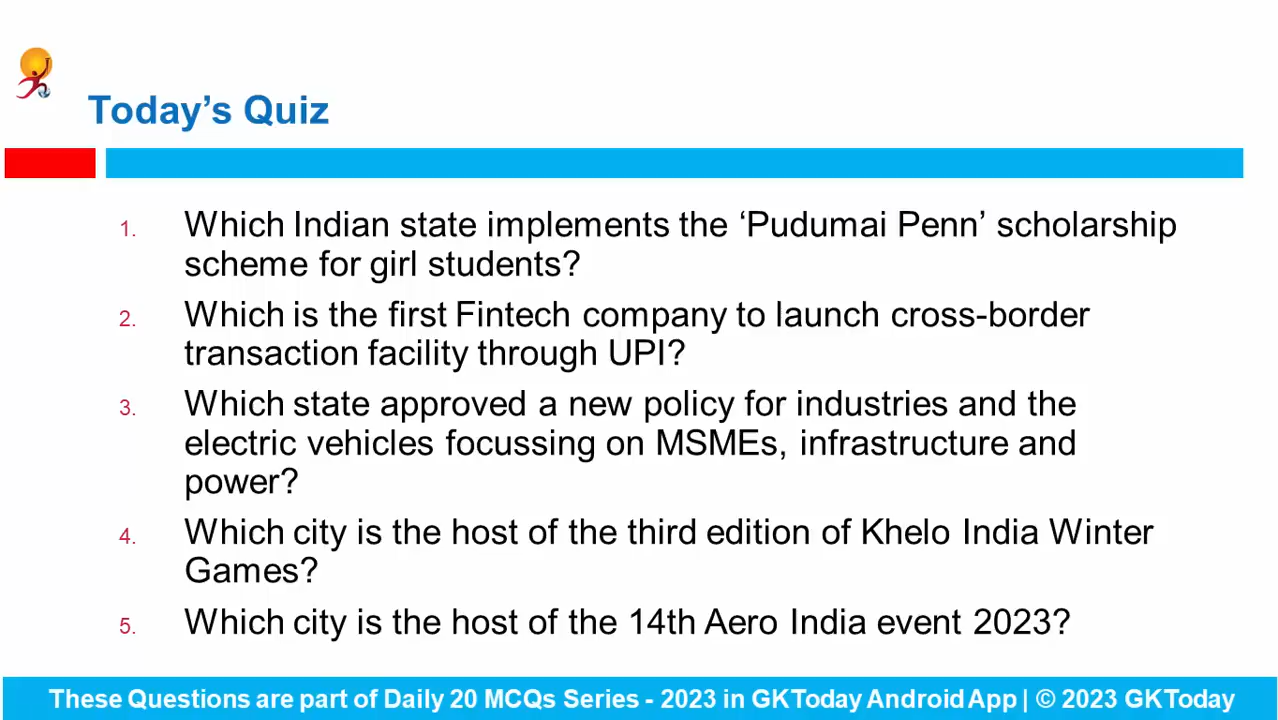 Today’s Quiz
1. Which Indian state implements the ‘Pudumai Penn’ scholarship
scheme for girl students?
2. Which is the first Fintech company to launch cross-border
transaction facility through UPI?
3. Which state approved a new policy for industries and the
electric vehicles focussing on MSMEs, infrastructure and
power?
4. Which city is the host of the third edition of Khelo India Winter
Games?
5. Which city is the host of the 14th Aero India event 2023?
These Questions are part of Daily 20 MCQs Series - 2023 in GKToday Android App | © 2023 GKToday